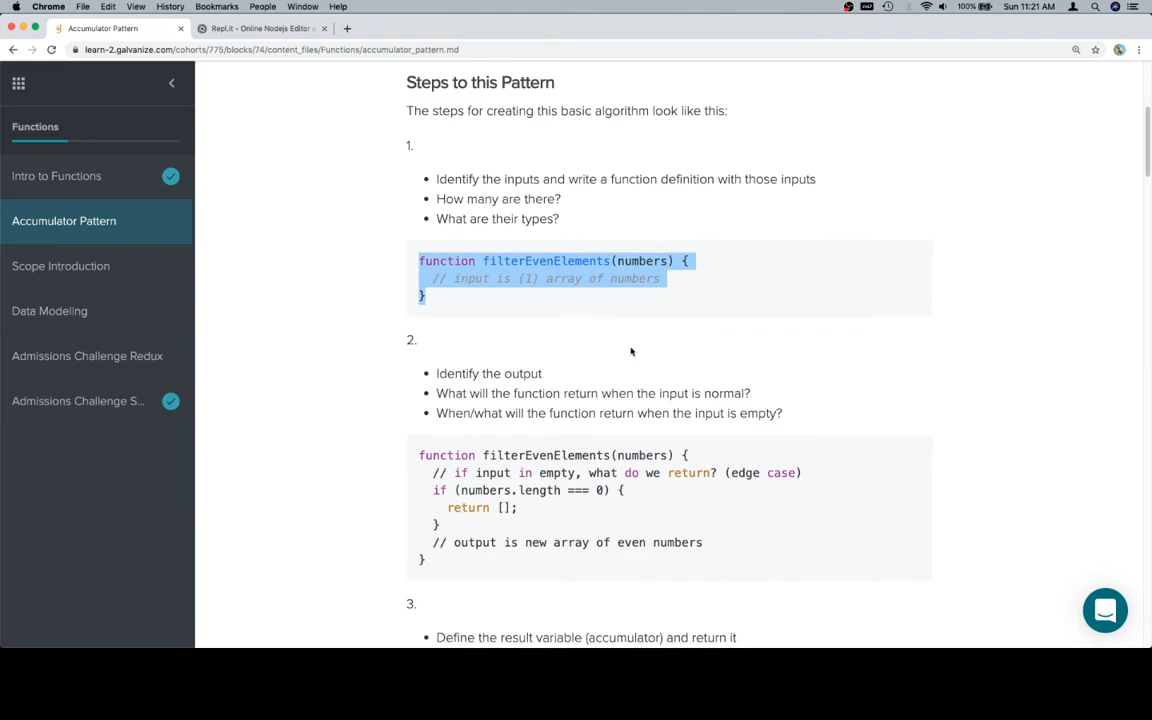 Chrome File Edit View History Bookmarks People Window Help 100% Sun 11:21 AM
Accumulator Pattern Repl.it - Online Nodejs Editor
learn-2.galvanize.com/cohorts/775/blocks/74/content_files/Functions/accumulator_pattern.md
Functions
Intro to Functions
Accumulator Pattern
Scope Introduction
Data Modeling
Admissions Challenge Redux
Admissions Challenge S...
Steps to this Pattern
The steps for creating this basic algorithm look like this:
1.
• Identify the inputs and write a function definition with those inputs
• How many are there?
• What are their types?
function filterEvenElements(numbers) {
// input is (1) array of numbers
}
2.
• Identify the output
• What will the function return when the input is normal?
• When/what will the function return when the input is empty?
function filterEvenElements(numbers) {
// if input in empty, what do we return? (edge case)
if (numbers.length === 0) {
return [];
}
// output is new array of even numbers
}
3.
• Define the result variable (accumulator) and return it